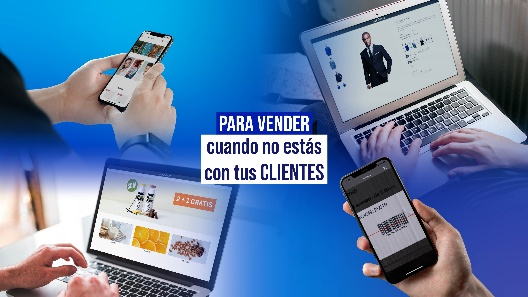 PARA VENDER
cuando no estás
con tus CLIENTES
2+1 GRATIS